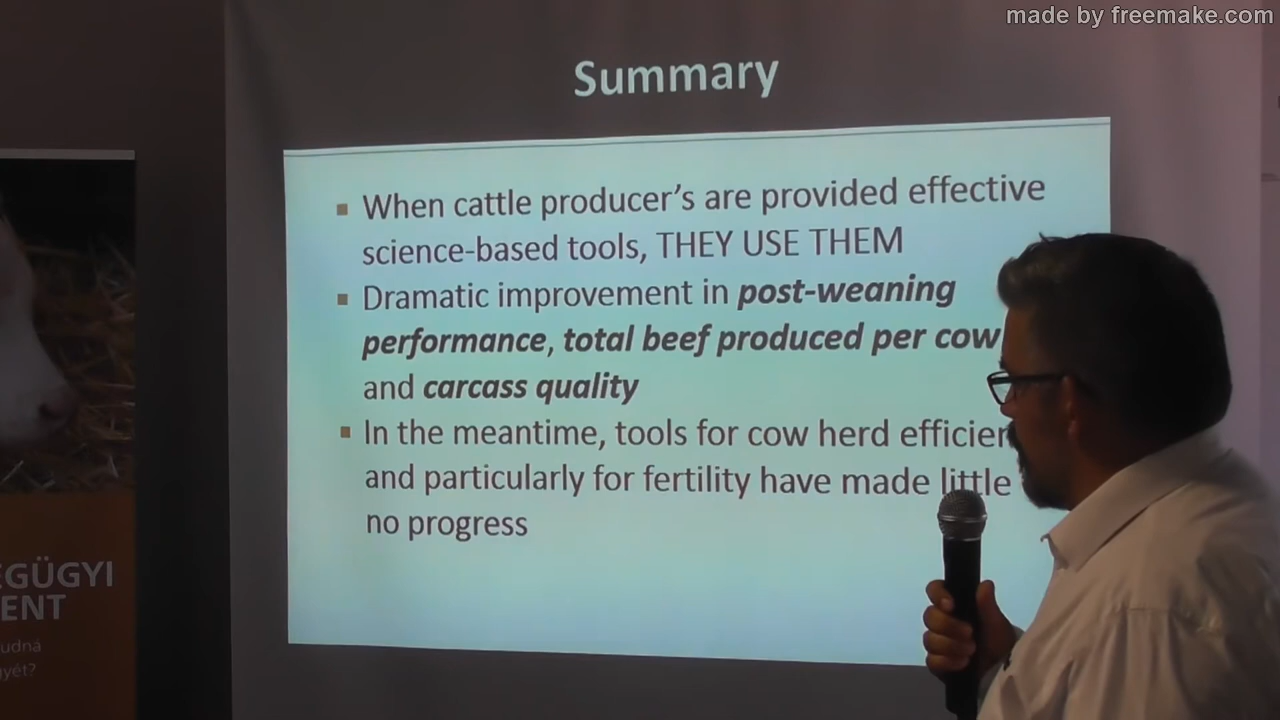 made by freemake.com
Summary
▪ When cattle producer's are provided effective
science-based tools, THEY USE THEM
▪ Dramatic improvement in post-weaning
performance, total beef produced per cow
and carcass quality
▪ In the meantime, tools for cow herd efficien
and particularly for fertility have made little
no progress
EGÜGYI
ENT
udná
yét?